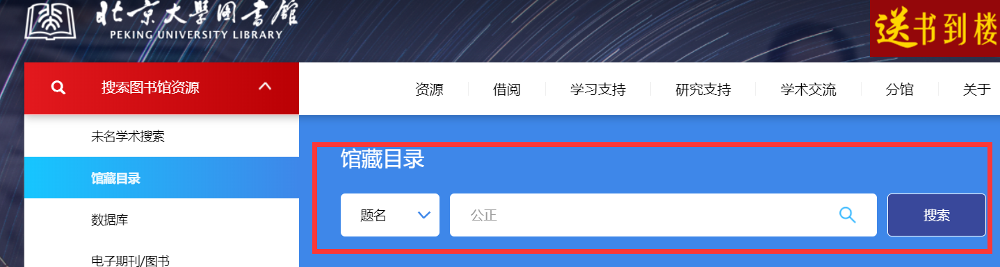 北京大學圖書館
PEKING UNIVERSITY LIBRARY
送书到楼
搜索图书馆资源
资源
借阅
学习支持
研究支持
学术交流
分馆
关于
未名学术搜索
馆藏目录
数据库
电子期刊/图书
馆藏目录
题名
公正
搜索